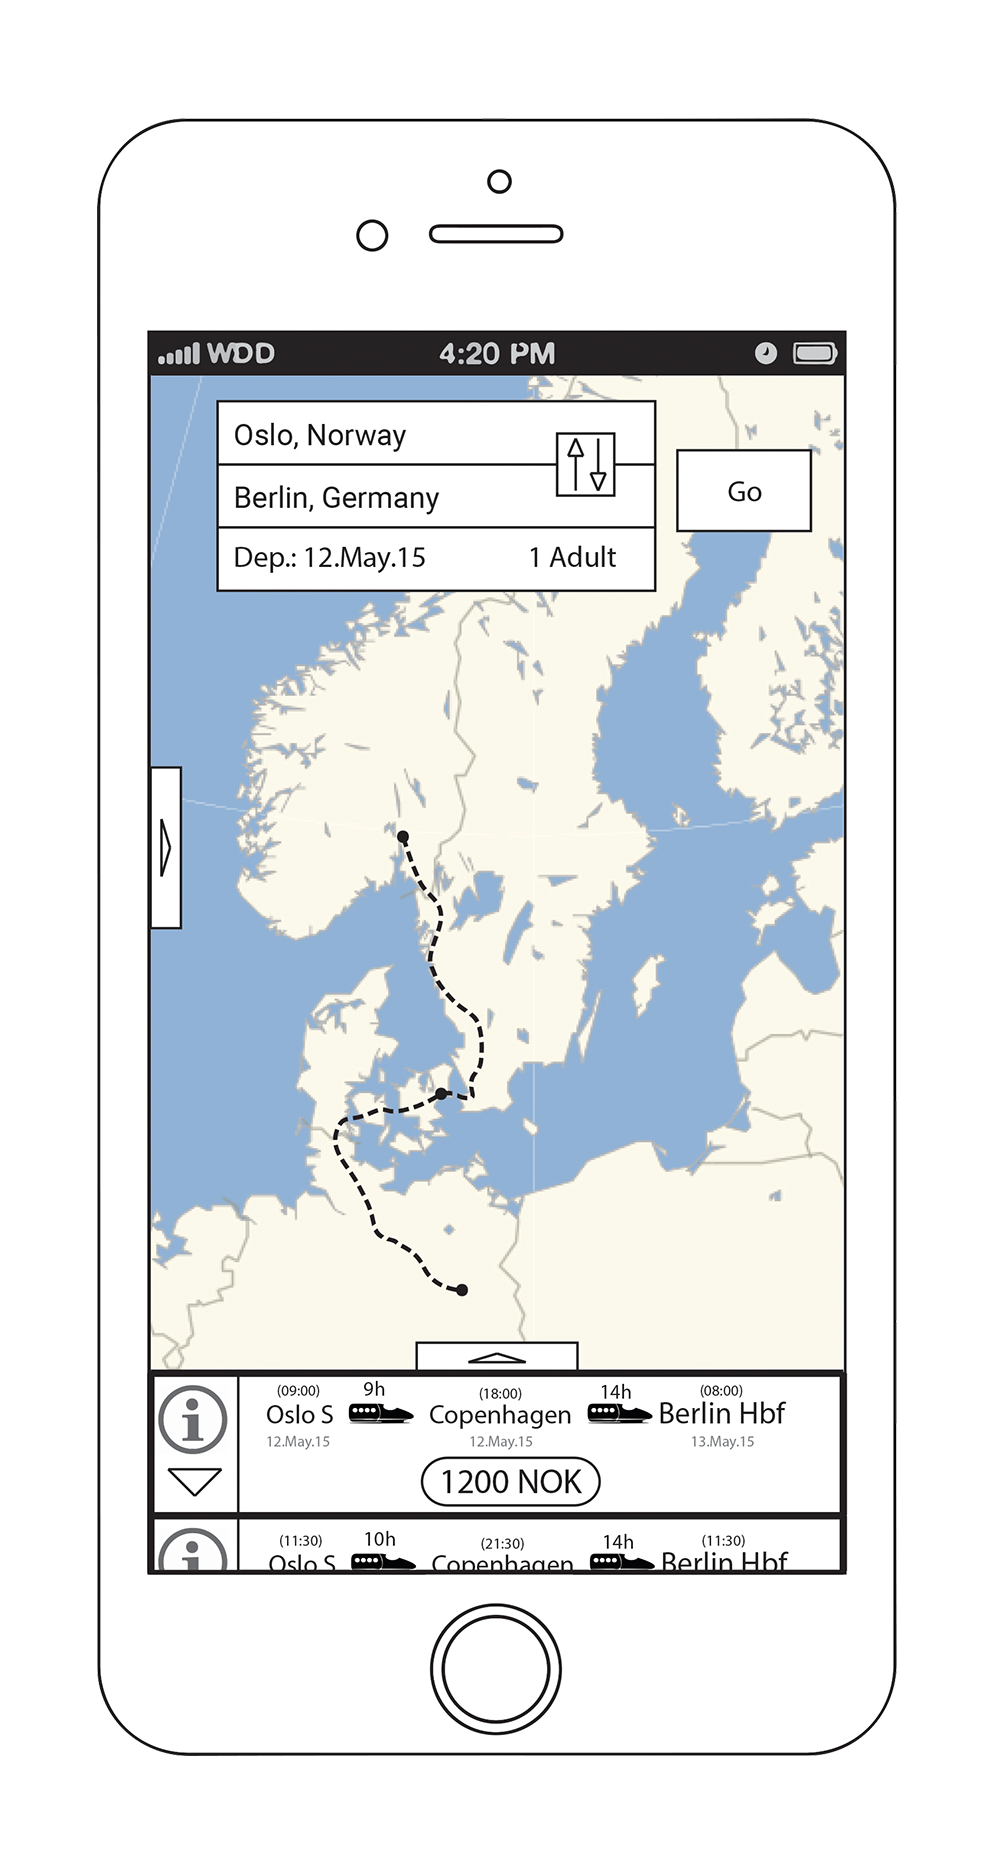 WDD 4:20 PM
Oslo, Norway
Berlin, Germany
Go
Dep.: 12.May.15 1 Adult
(09:00) 9h (18:00) 14h (08:00)
Oslo S Copenhagen Berlin Hbf
12.May.15 12.May.15 13.May.15
1200 NOK
(11:30) 10h (21:30) 14h (11:30)
Oslo S Copenhagen Berlin Hbf